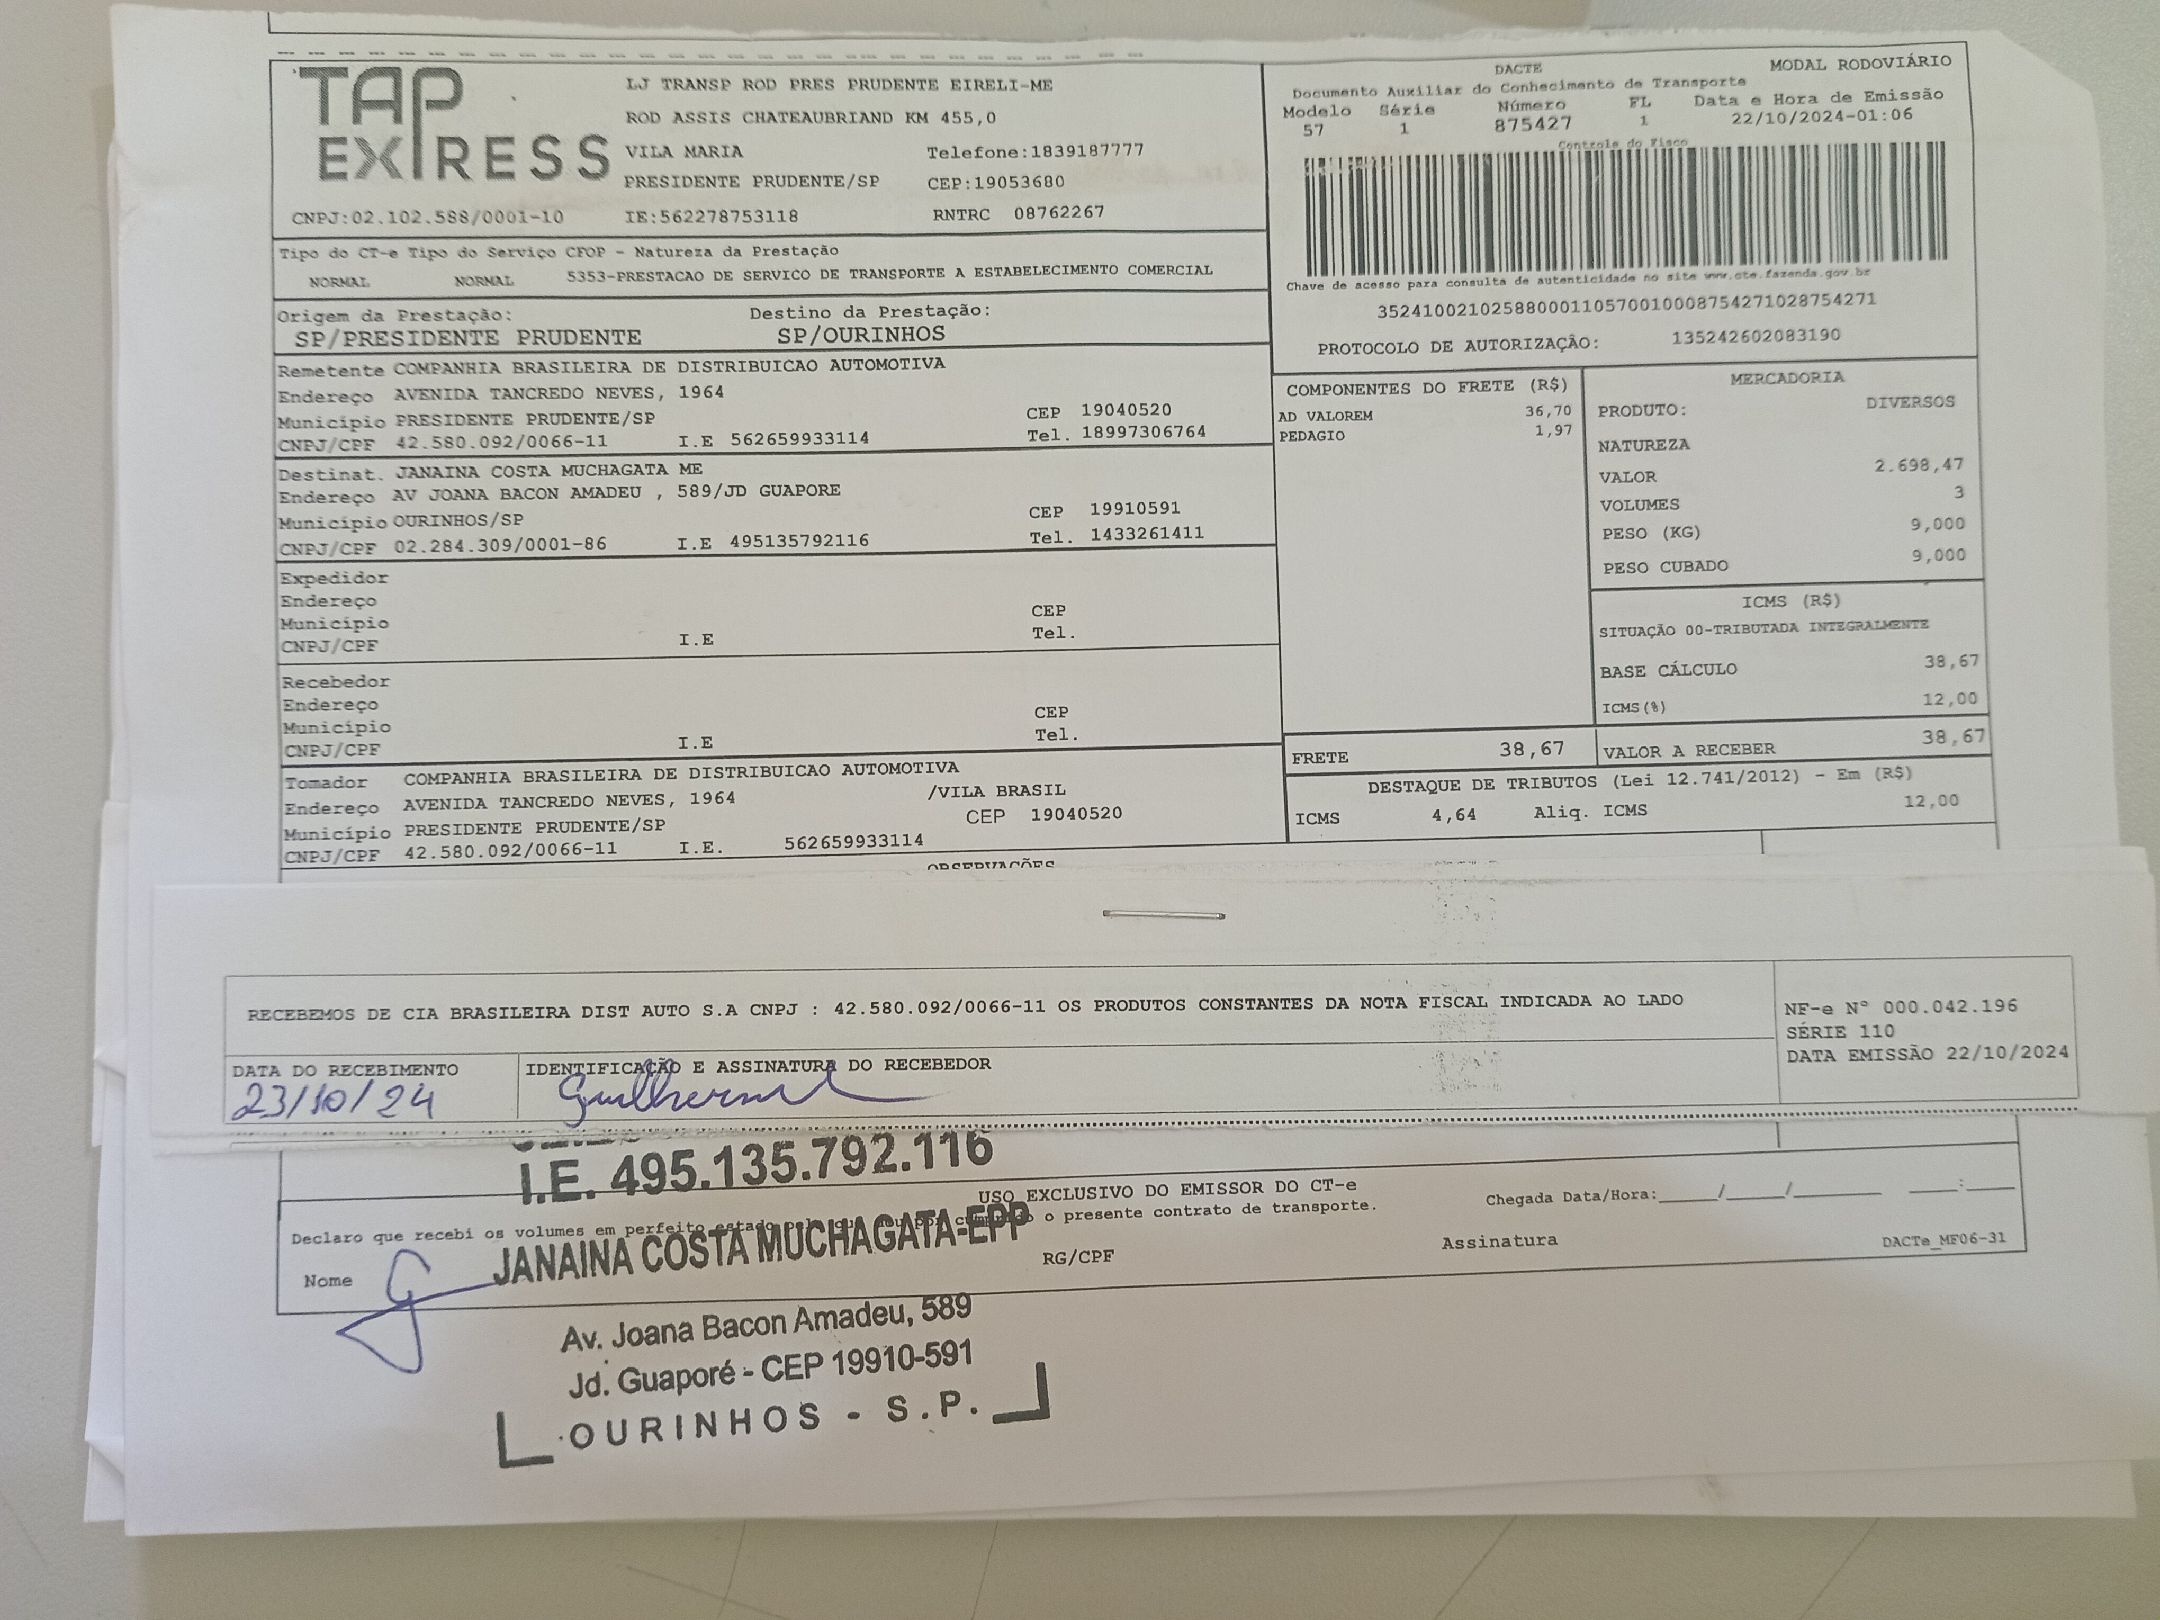 TAP EXPRESS
LJ TRANSP ROD PRES PRUDENTE EIRELI-ME
ROD ASSIS CHATEAUBRIAND KM 455,0
VILA MARIA Telefone:1839187777
PRESIDENTE PRUDENTE/SP CEP:19053680
CNPJ:02.102.588/0001-10 IE:562278753118 RNTRC 08762267
DACTE MODAL RODOVIÁRIO
Documento Auxiliar do Conhecimento de Transporte
Modelo Série Número FL Data e Hora de Emissão
57 1 875427 1 22/10/2024-01:06
Controle do Fisco
Chave de acesso para consulta de autenticidade no site www.cte.fazenda.gov.br
35241002102588000110570010008754271028754271
PROTOCOLO DE AUTORIZAÇÃO: 135242602083190
Tipo do CT-e Tipo do Serviço CFOP - Natureza da Prestação
NORMAL NORMAL 5353-PRESTACAO DE SERVICO DE TRANSPORTE A ESTABELECIMENTO COMERCIAL
Origem da Prestação: Destino da Prestação:
SP/PRESIDENTE PRUDENTE SP/OURINHOS
Remetente COMPANHIA BRASILEIRA DE DISTRIBUICAO AUTOMOTIVA
Endereço AVENIDA TANCREDO NEVES, 1964
Município PRESIDENTE PRUDENTE/SP CEP 19040520
CNPJ/CPF 42.580.092/0066-11 I.E 562659933114 Tel. 18997306764
Destinat. JANAINA COSTA MUCHAGATA ME
Endereço AV JOANA BACON AMADEU , 589/JD GUAPORE
Município OURINHOS/SP CEP 19910591
CNPJ/CPF 02.284.309/0001-86 I.E 495135792116 Tel. 1433261411
Expedidor
Endereço
Município CEP
CNPJ/CPF I.E Tel.
Recebedor
Endereço
Município CEP
CNPJ/CPF I.E Tel.
Tomador COMPANHIA BRASILEIRA DE DISTRIBUICAO AUTOMOTIVA
Endereço AVENIDA TANCREDO NEVES, 1964 /VILA BRASIL
Município PRESIDENTE PRUDENTE/SP CEP 19040520
CNPJ/CPF 42.580.092/0066-11 I.E. 562659933114
COMPONENTES DO FRETE (R$)
AD VALOREM 36,70
PEDAGIO 1,97
MERCADORIA
PRODUTO: DIVERSOS
NATUREZA
VALOR 2.698,47
VOLUMES 3
PESO (KG) 9,000
PESO CUBADO 9,000
ICMS (R$)
SITUAÇÃO 00-TRIBUTADA INTEGRALMENTE
BASE CÁLCULO 38,67
ICMS(%) 12,00
FRETE 38,67 VALOR A RECEBER 38,67
DESTAQUE DE TRIBUTOS (Lei 12.741/2012) - Em (R$)
ICMS 4,64 Aliq. ICMS 12,00
OBSERVAÇÕES
RECEBEMOS DE CIA BRASILEIRA DIST AUTO S.A CNPJ : 42.580.092/0066-11 OS PRODUTOS CONSTANTES DA NOTA FISCAL INDICADA AO LADO
NF-e N° 000.042.196
SÉRIE 110
DATA EMISSÃO 22/10/2024
DATA DO RECEBIMENTO IDENTIFICAÇÃO E ASSINATURA DO RECEBEDOR
23/10/24 Guilherme
I.E. 495.135.792.116
USO EXCLUSIVO DO EMISSOR DO CT-e
Chegada Data/Hora:____/____/______ ___:___
Declaro que recebi os volumes em perfeito estado pelo que dou por cumprido o presente contrato de transporte.
JANAINA COSTA MUCHAGATA-EPP
Nome RG/CPF Assinatura DACTe_MF06-31
Av. Joana Bacon Amadeu, 589
Jd. Guaporé - CEP 19910-591
OURINHOS - S.P.